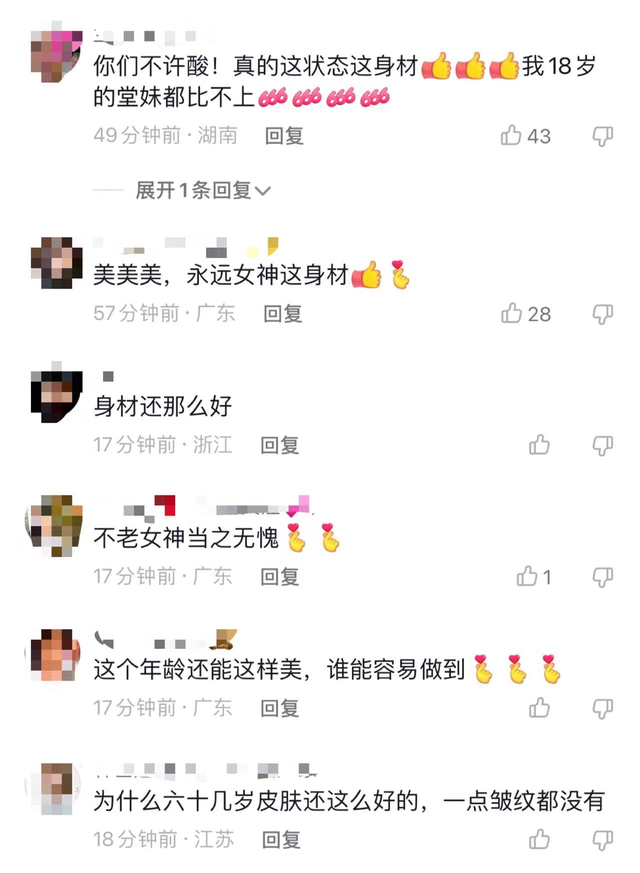 你们不许酸！真的这状态这身材👍👍👍我18岁
的堂妹都比不上666 666 666 666
49分钟前·湖南 回复 43
展开1条回复
美美美，永远女神这身材👍🫰
57分钟前·广东 回复 28
身材还那么好
17分钟前·浙江 回复
不老女神当之无愧🫰🫰
17分钟前·广东 回复 1
这个年龄还能这样美，谁能容易做到🫰🫰🫰
17分钟前·广东 回复
为什么六十几岁皮肤还这么好的，一点皱纹都没有
18分钟前·江苏 回复